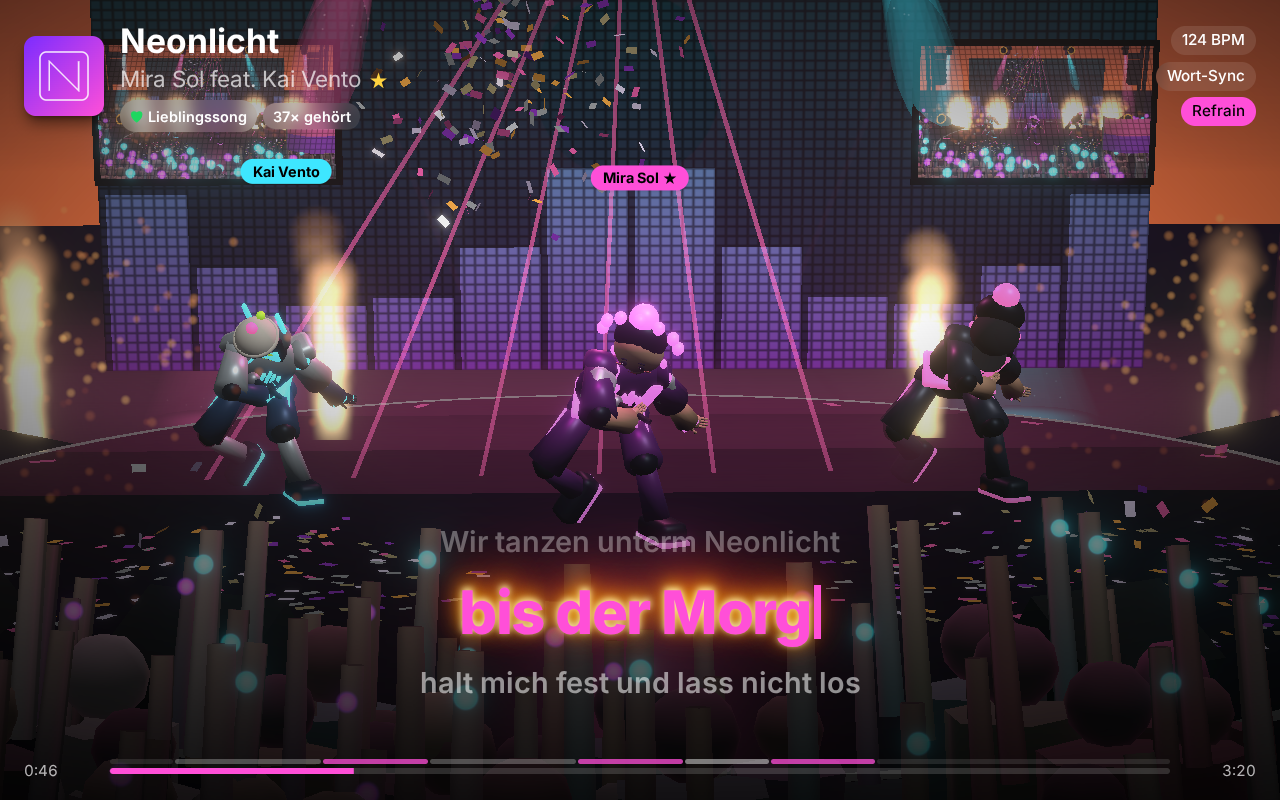 N
Neonlicht
Mira Sol feat. Kai Vento ★
Lieblingssong
37× gehört
124 BPM
Wort-Sync
Refrain
Kai Vento
Mira Sol ★
Wir tanzen unterm Neonlicht
bis der Morg
halt mich fest und lass nicht los
0:46
3:20